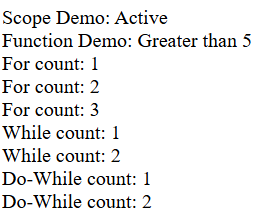 Scope Demo: Active
Function Demo: Greater than 5
For count: 1
For count: 2
For count: 3
While count: 1
While count: 2
Do-While count: 1
Do-While count: 2